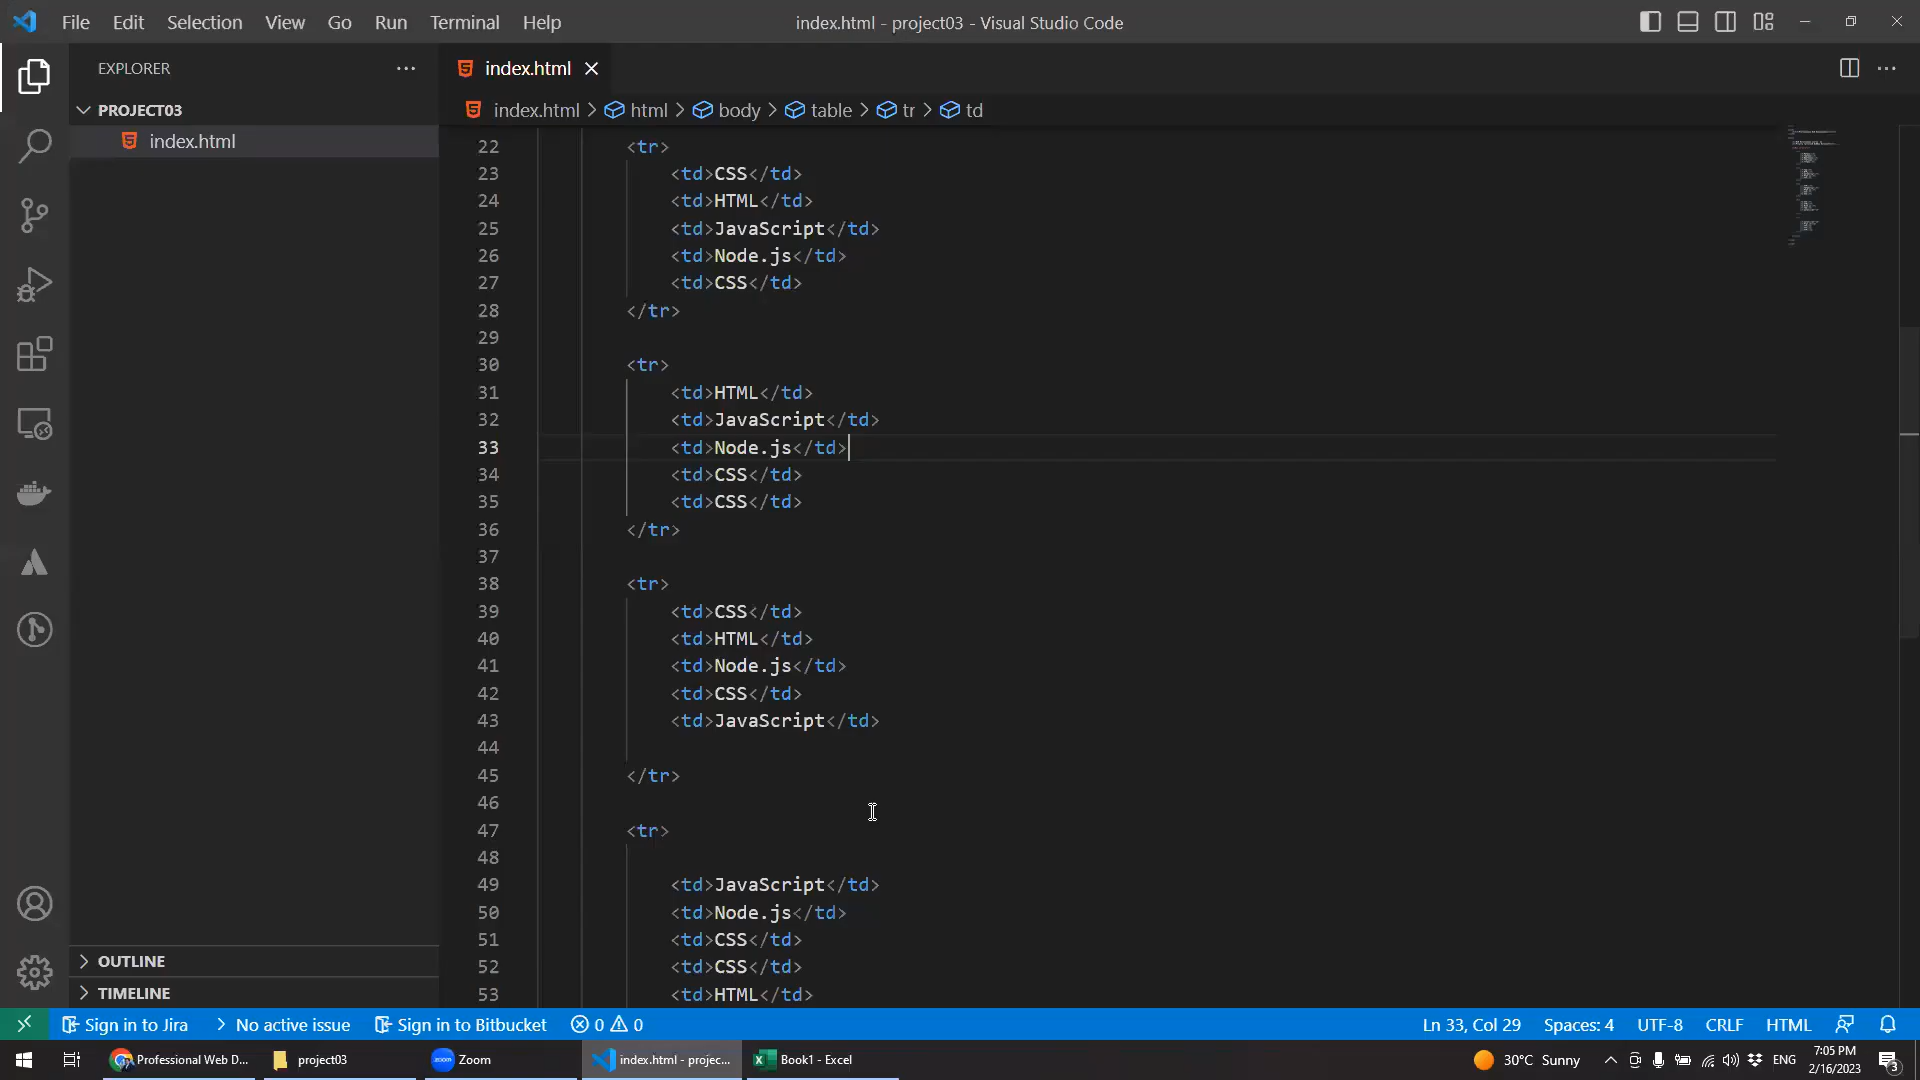 File Edit Selection View Go Run Terminal Help
index.html - project03 - Visual Studio Code
EXPLORER
PROJECT03
index.html
OUTLINE
TIMELINE
index.html
index.html > html > body > table > tr > td
22 <tr>
23 <td>CSS</td>
24 <td>HTML</td>
25 <td>JavaScript</td>
26 <td>Node.js</td>
27 <td>CSS</td>
28 </tr>
29
30 <tr>
31 <td>HTML</td>
32 <td>JavaScript</td>
33 <td>Node.js</td>
34 <td>CSS</td>
35 <td>CSS</td>
36 </tr>
37
38 <tr>
39 <td>CSS</td>
40 <td>HTML</td>
41 <td>Node.js</td>
42 <td>CSS</td>
43 <td>JavaScript</td>
44
45 </tr>
46
47 <tr>
48
49 <td>JavaScript</td>
50 <td>Node.js</td>
51 <td>CSS</td>
52 <td>CSS</td>
53 <td>HTML</td>
Sign in to Jira > No active issue Sign in to Bitbucket 0 0 Ln 33, Col 29 Spaces: 4 UTF-8 CRLF HTML
Professional Web D... project03 zoom Zoom index.html - projec... Book1 - Excel 30°C Sunny ENG 7:05 PM
2/16/2023 3